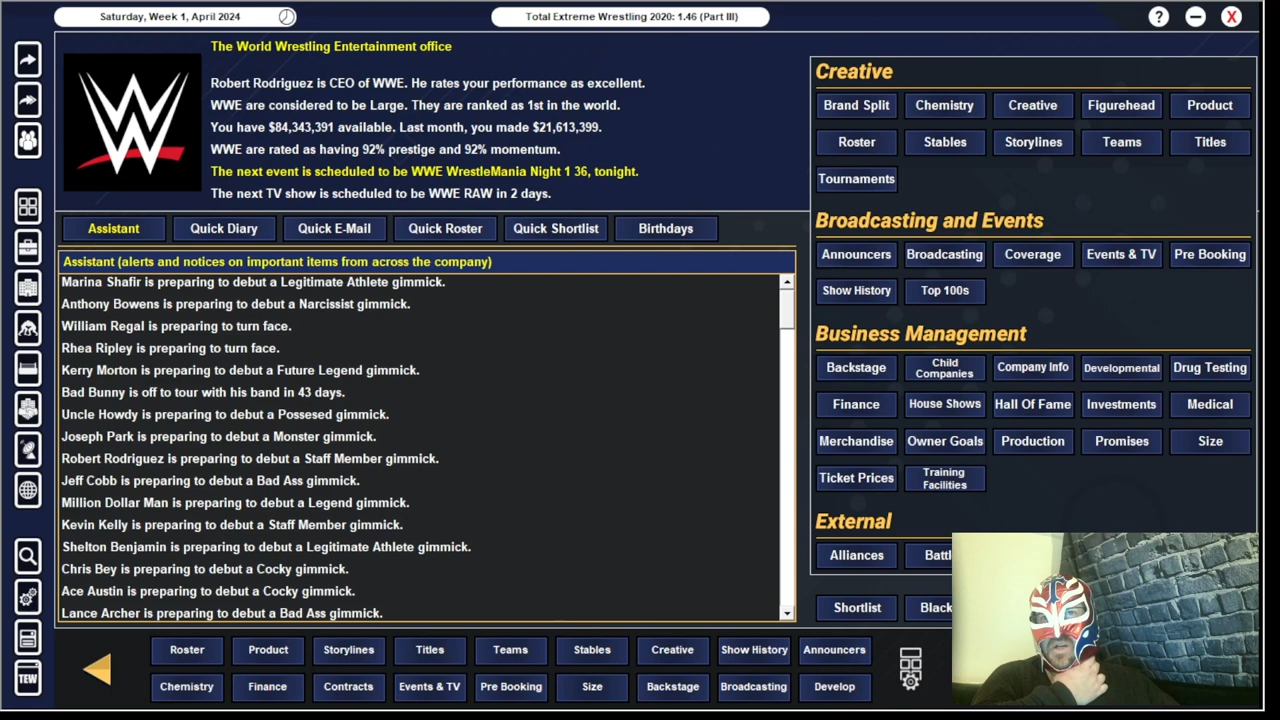 Saturday, Week 1, April 2024
Total Extreme Wrestling 2020: 1.46 (Part III)
?
X
The World Wrestling Entertainment office
Robert Rodriguez is CEO of WWE. He rates your performance as excellent.
WWE are considered to be Large. They are ranked as 1st in the world.
You have $84,343,391 available. Last month, you made $21,613,399.
WWE are rated as having 92% prestige and 92% momentum.
The next event is scheduled to be WWE WrestleMania Night 1 36, tonight.
The next TV show is scheduled to be WWE RAW in 2 days.
Assistant Quick Diary Quick E-Mail Quick Roster Quick Shortlist Birthdays
Assistant (alerts and notices on important items from across the company)
Marina Shafir is preparing to debut a Legitimate Athlete gimmick.
Anthony Bowens is preparing to debut a Narcissist gimmick.
William Regal is preparing to turn face.
Rhea Ripley is preparing to turn face.
Kerry Morton is preparing to debut a Future Legend gimmick.
Bad Bunny is off to tour with his band in 43 days.
Uncle Howdy is preparing to debut a Possesed gimmick.
Joseph Park is preparing to debut a Monster gimmick.
Robert Rodriguez is preparing to debut a Staff Member gimmick.
Jeff Cobb is preparing to debut a Bad Ass gimmick.
Million Dollar Man is preparing to debut a Legend gimmick.
Kevin Kelly is preparing to debut a Staff Member gimmick.
Shelton Benjamin is preparing to debut a Legitimate Athlete gimmick.
Chris Bey is preparing to debut a Cocky gimmick.
Ace Austin is preparing to debut a Cocky gimmick.
Lance Archer is preparing to debut a Bad Ass gimmick.
Creative
Brand Split Chemistry Creative Figurehead Product
Roster Stables Storylines Teams Titles
Tournaments
Broadcasting and Events
Announcers Broadcasting Coverage Events & TV Pre Booking
Show History Top 100s
Business Management
Backstage Child Companies Company Info Developmental Drug Testing
Finance House Shows Hall Of Fame Investments Medical
Merchandise Owner Goals Production Promises Size
Ticket Prices Training Facilities
External
Alliances Battl
Shortlist Black
Roster Product Storylines Titles Teams Stables Creative Show History Announcers
Chemistry Finance Contracts Events & TV Pre Booking Size Backstage Broadcasting Develop
TEW